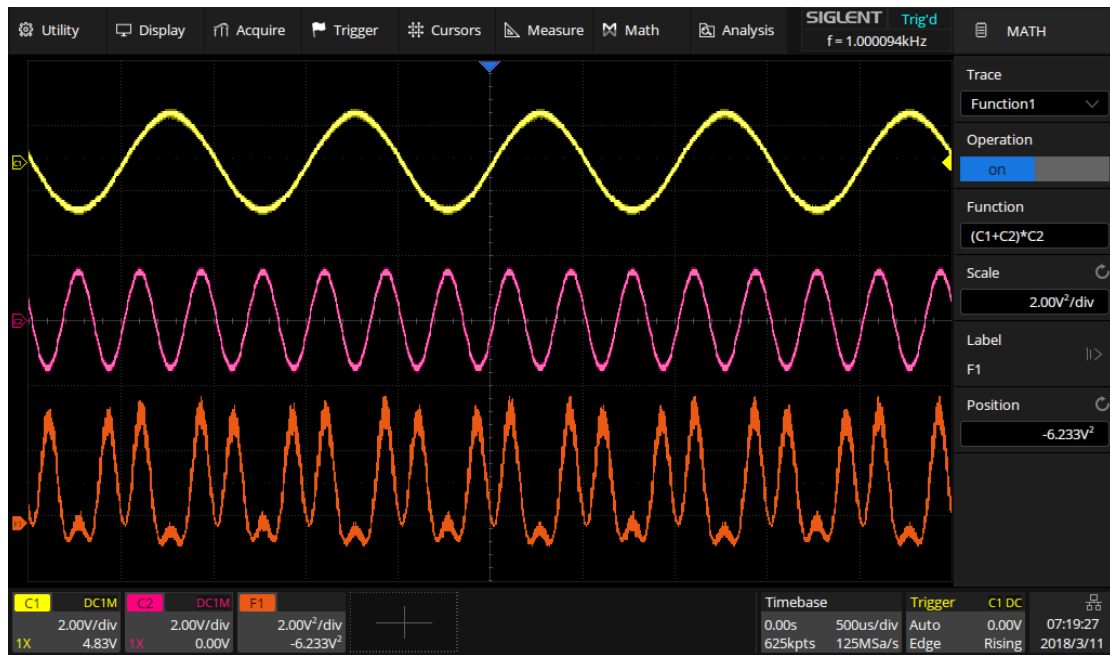 Utility Display Acquire Trigger Cursors Measure Math Analysis
SIGLENT Trig'd
f = 1.000094kHz
MATH
Trace
Function1
Operation
on
Function
(C1+C2)*C2
Scale
2.00V²/div
Label
F1
Position
-6.233V²
C1
C2
F1
C1 DC1M
2.00V/div
1X 4.83V
C2 DC1M
2.00V/div
1X 0.00V
F1
2.00V²/div
-6.233V²
Timebase
0.00s 500us/div
625kpts 125MSa/s
Trigger C1 DC
Auto 0.00V
Edge Rising
07:19:27
2018/3/11